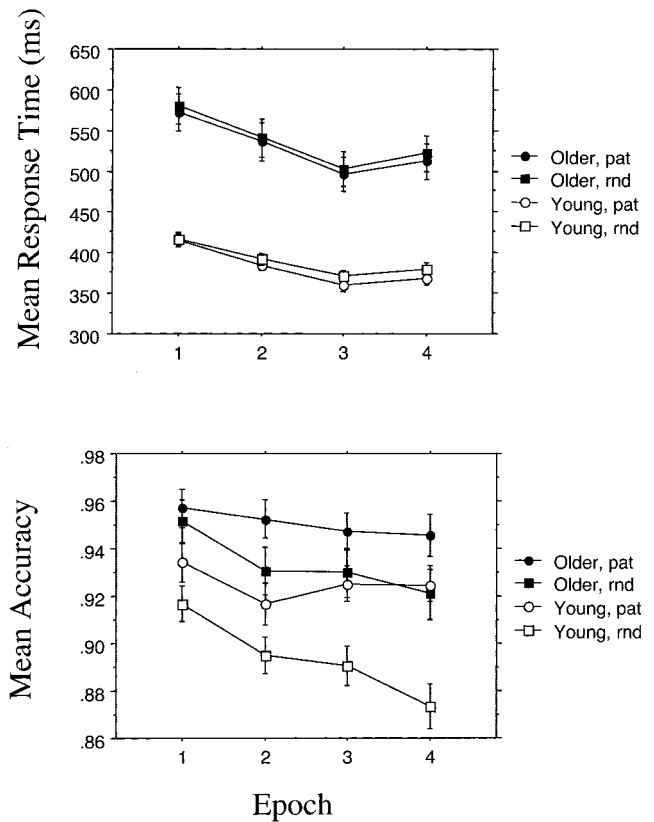 Mean Response Time (ms)
650
600
550
500
450
400
350
300
1 2 3 4
Older, pat
Older, rnd
Young, pat
Young, rnd
Mean Accuracy
.98
.96
.94
.92
.90
.88
.86
1 2 3 4
Older, pat
Older, rnd
Young, pat
Young, rnd
Epoch